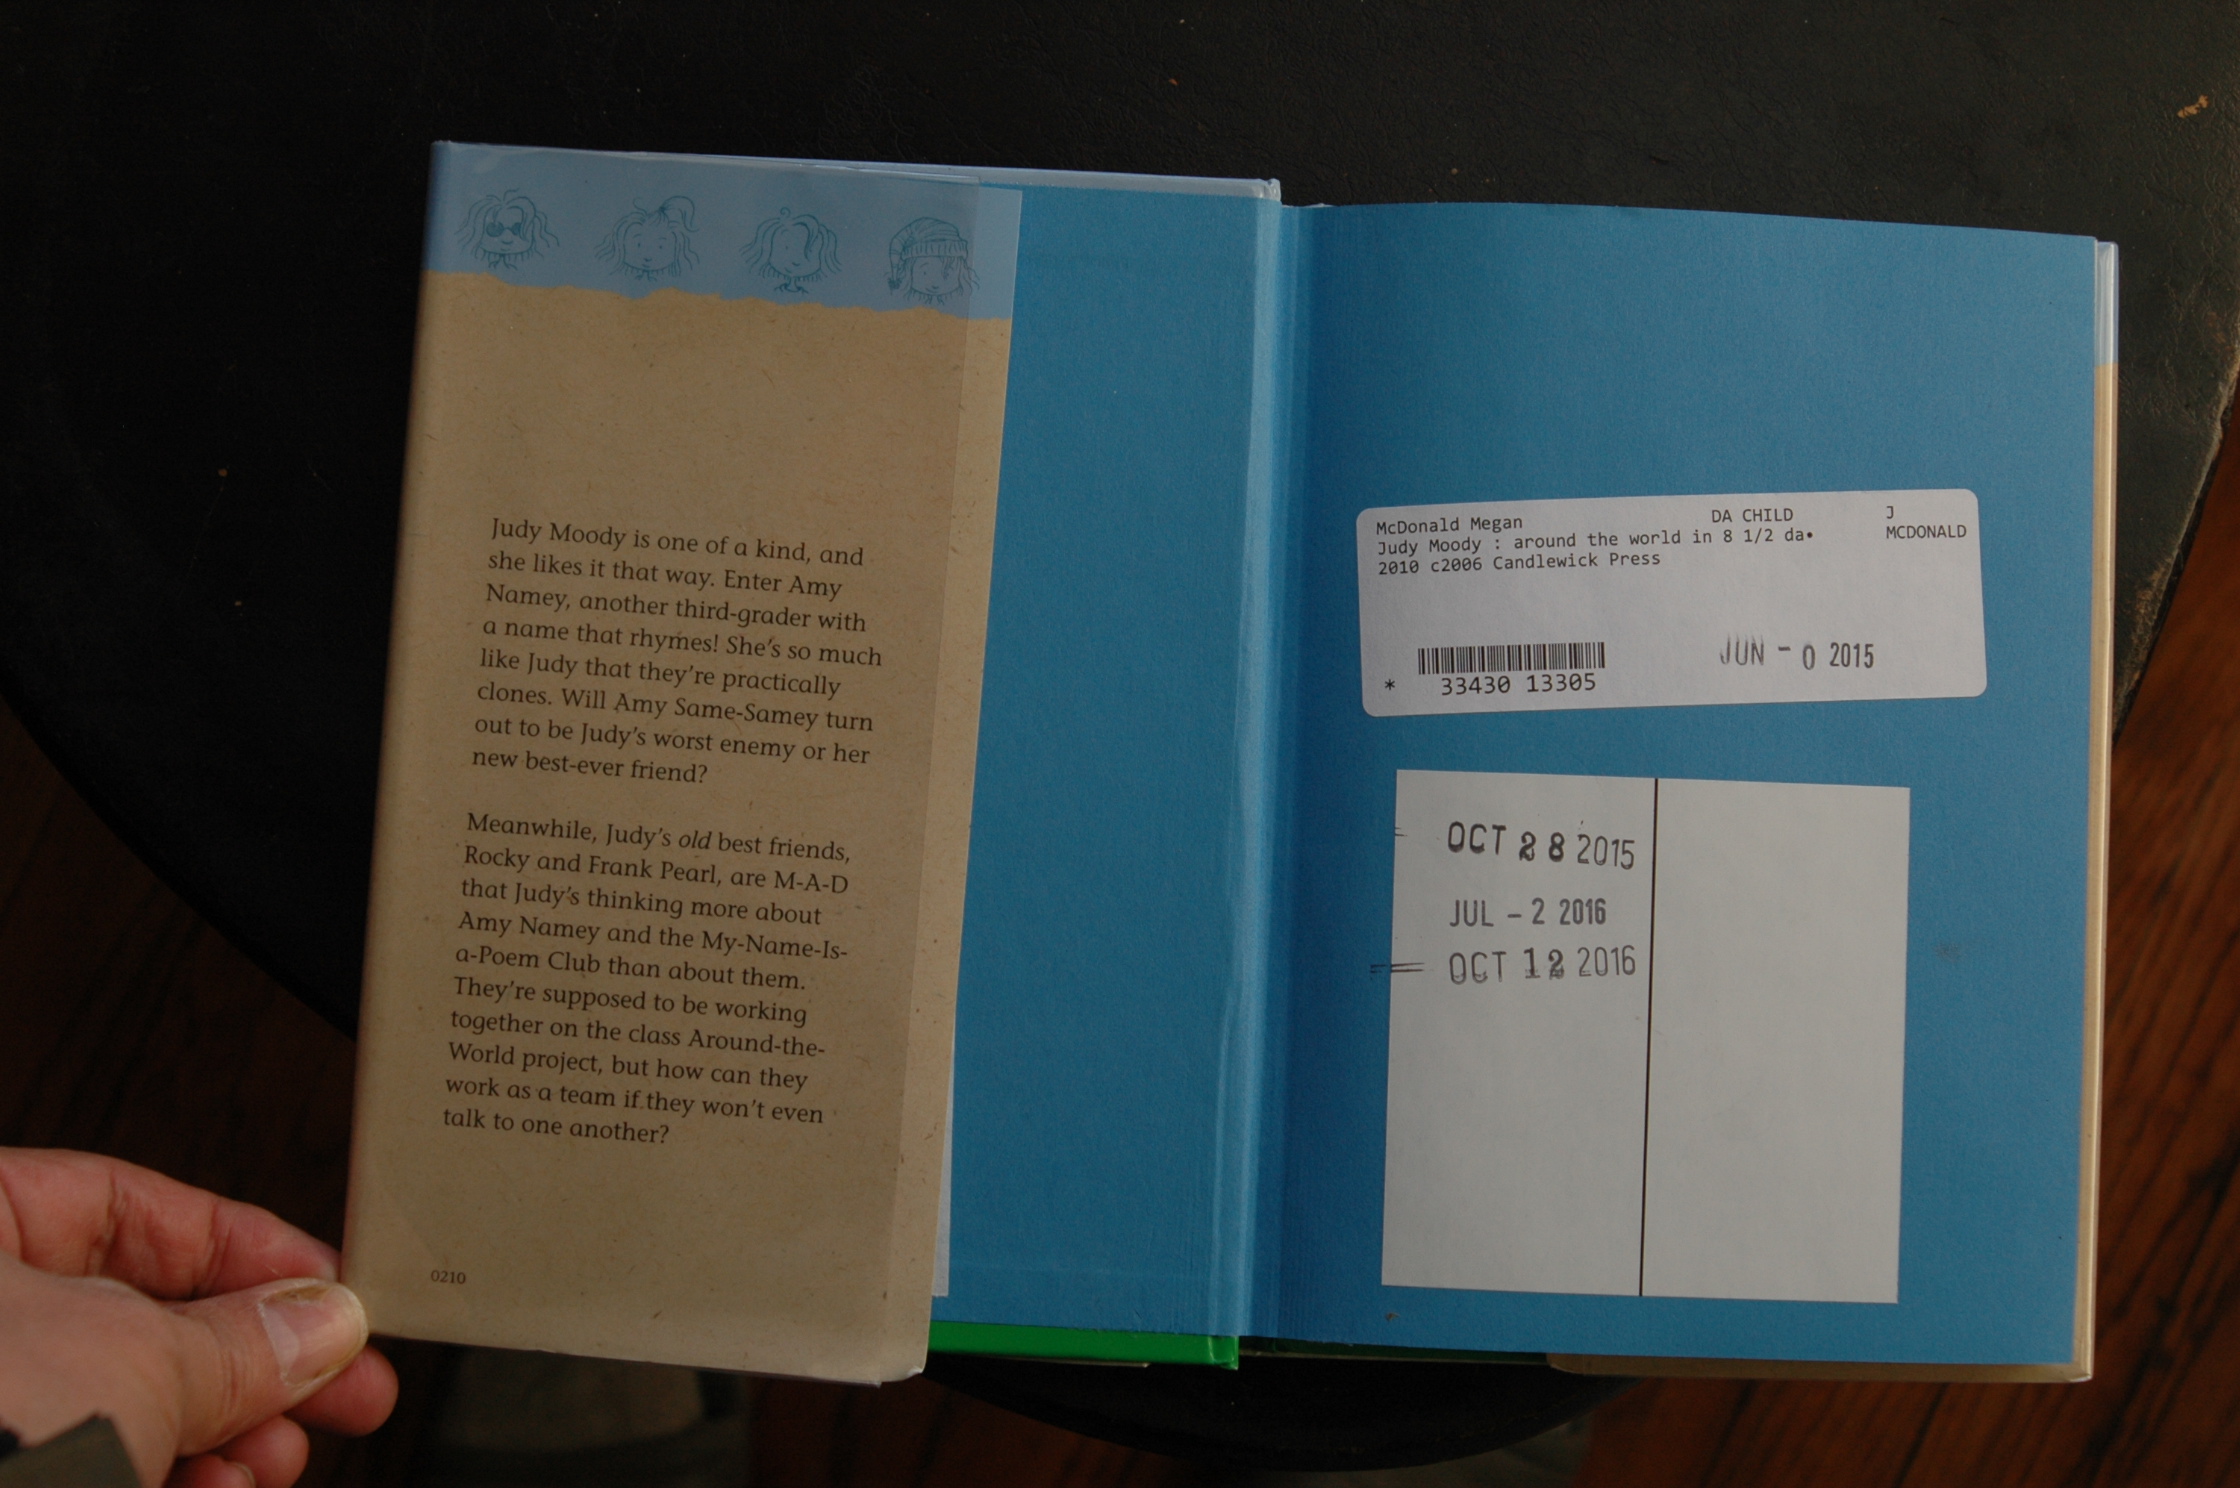 Judy Moody is one of a kind, and
she likes it that way. Enter Amy
Namey, another third-grader with
a name that rhymes! She's so much
like Judy that they're practically
clones. Will Amy Same-Samey turn
out to be Judy's worst enemy or her
new best-ever friend?
Meanwhile, Judy's old best friends,
Rocky and Frank Pearl, are M-A-D
that Judy's thinking more about
Amy Namey and the My-Name-Is-
a-Poem Club than about them.
They're supposed to be working
together on the class Around-the-
World project, but how can they
work as a team if they won't even
talk to one another?
0210
McDonald Megan DA CHILD J
Judy Moody : around the world in 8 1/2 da• MCDONALD
2010 c2006 Candlewick Press
JUN - 0 2015
* 33430 13305
OCT 28 2015
JUL - 2 2016
OCT 12 2016